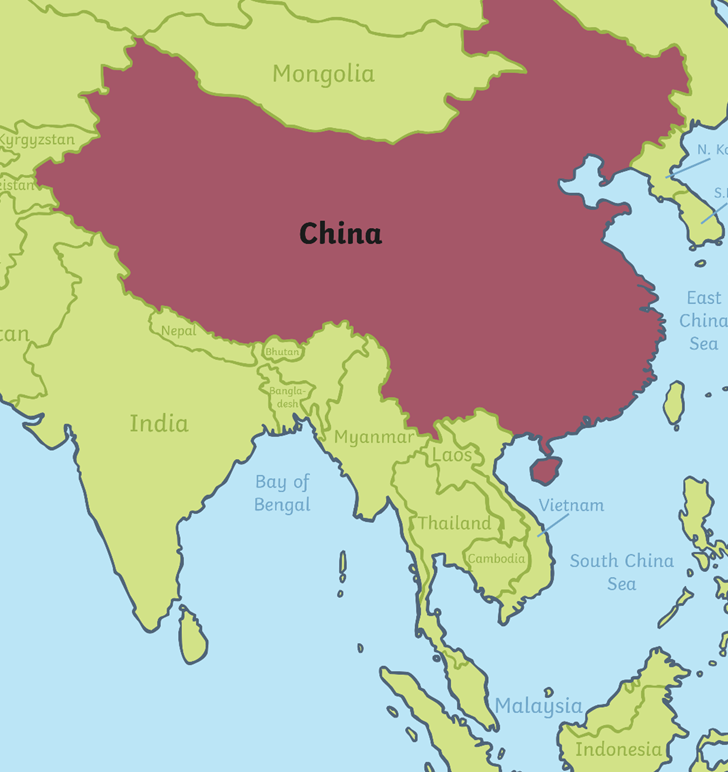 Mongolia
Kyrgyzstan
N. Ko
S.
China
East
China
Sea
Nepal
Bhutan
Bangla-
desh
India
Myanmar
Laos
Bay of
Bengal
Vietnam
Thailand
Cambodia
South China
Sea
Malaysia
Indonesia